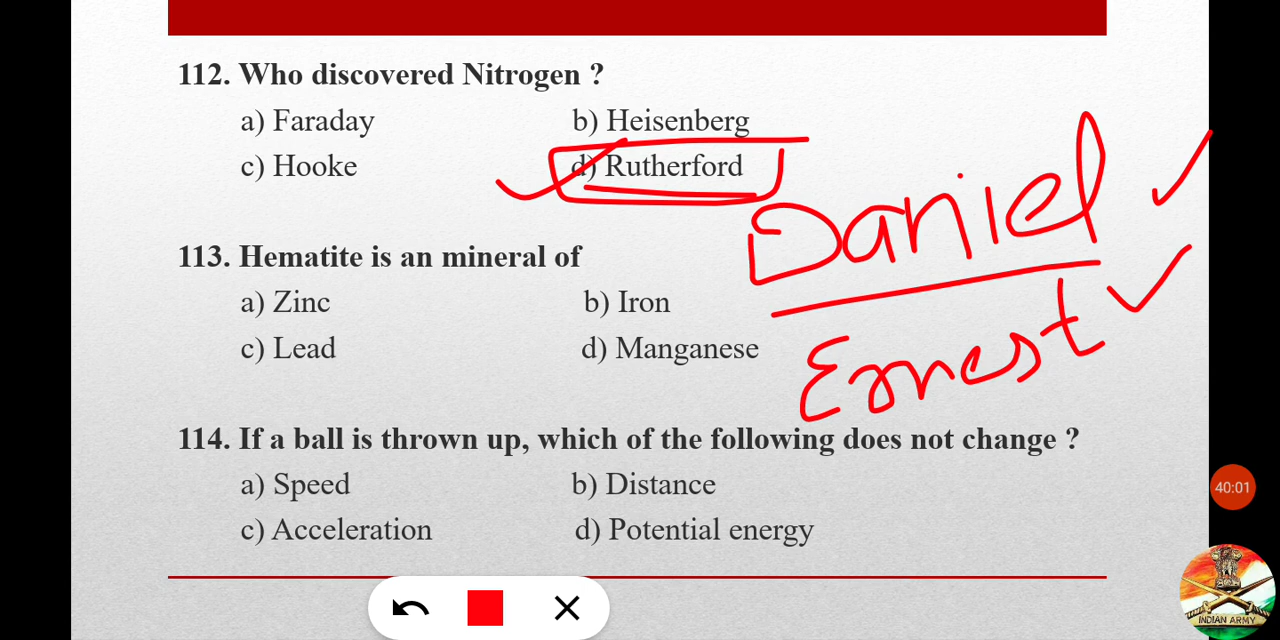 112. Who discovered Nitrogen ?
a) Faraday b) Heisenberg
c) Hooke d) Rutherford
Daniel
113. Hematite is an mineral of
a) Zinc b) Iron
c) Lead d) Manganese
Ernest
114. If a ball is thrown up, which of the following does not change ?
a) Speed b) Distance
c) Acceleration d) Potential energy
40:01
INDIAN ARMY